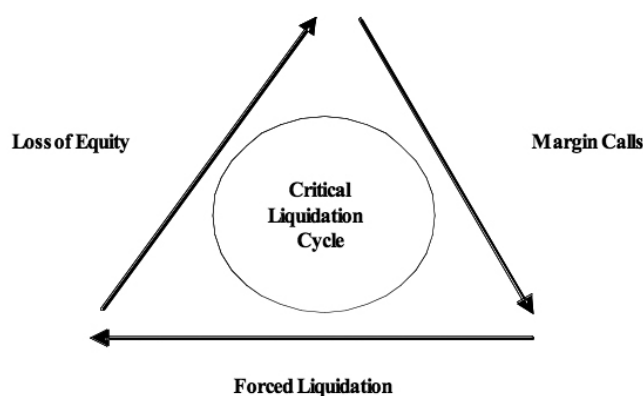 Loss of Equity
Margin Calls
Critical
Liquidation
Cycle
Forced Liquidation